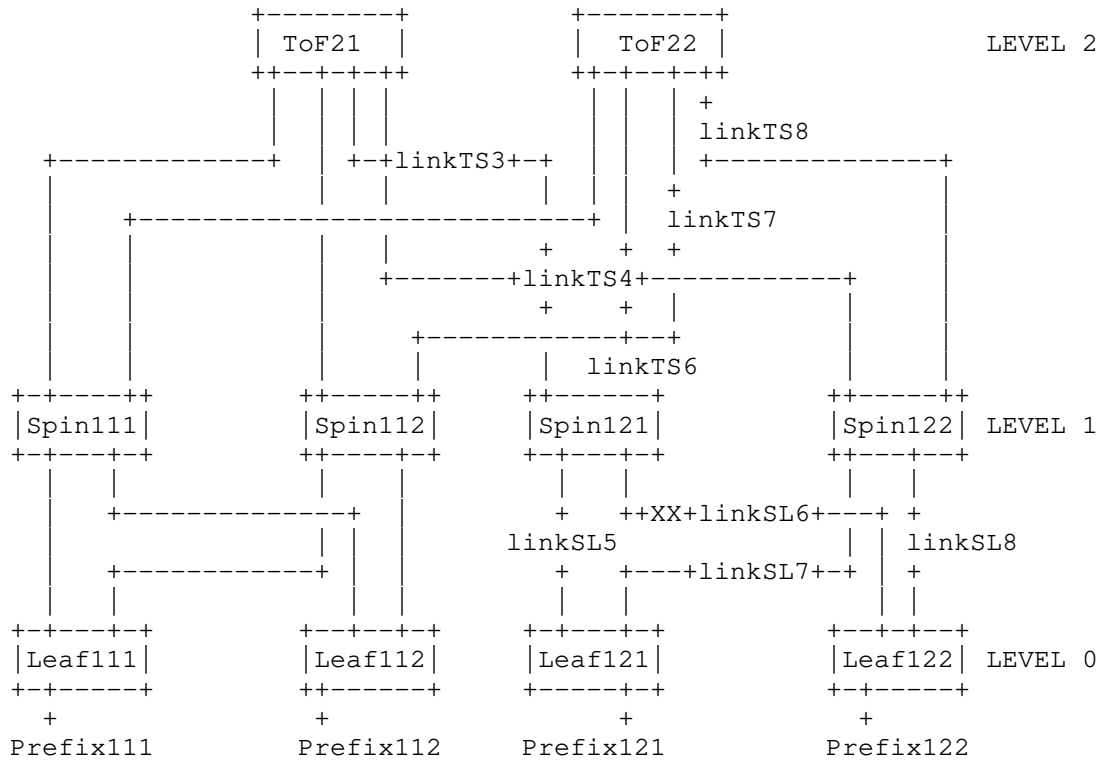 ToF21 ToF22 LEVEL 2
linkTS8
linkTS3
linkTS7
linkTS4
linkTS6
Spin111 Spin112 Spin121 Spin122 LEVEL 1
XX linkSL6
linkSL5 linkSL8
linkSL7
Leaf111 Leaf112 Leaf121 Leaf122 LEVEL 0
Prefix111 Prefix112 Prefix121 Prefix122